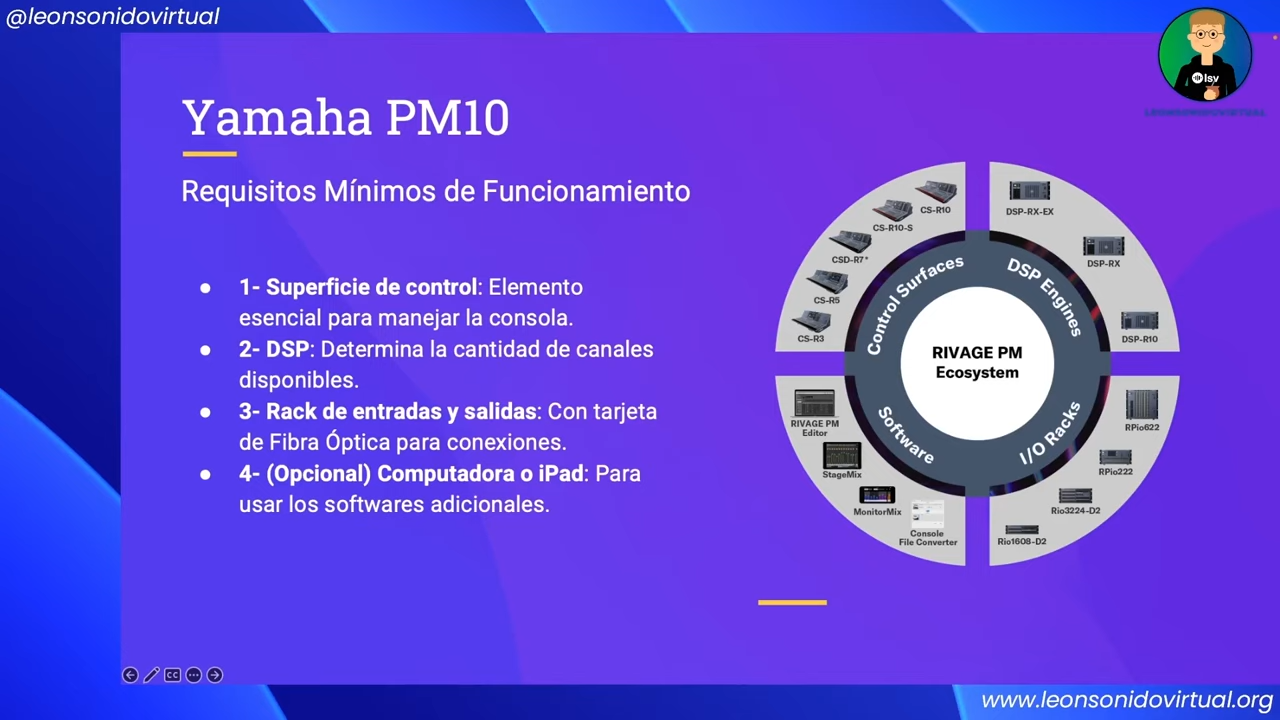 @leonsonidovirtual
lsv
LEONSONIDOVIRTUAL
Yamaha PM10
Requisitos Mínimos de Funcionamiento
● 1- Superficie de control: Elemento
esencial para manejar la consola.
● 2- DSP: Determina la cantidad de canales
disponibles.
● 3- Rack de entradas y salidas: Con tarjeta
de Fibra Óptica para conexiones.
● 4- (Opcional) Computadora o iPad: Para
usar los softwares adicionales.
CS-R10
CS-R10-S
CSD-R7*
CS-R5
CS-R3
Control Surfaces
DSP-RX-EX
DSP-RX
DSP-R10
DSP Engines
RIVAGE PM
Ecosystem
RIVAGE PM
Editor
StageMix
MonitorMix
Console
File Converter
Software
RPio622
RPio222
Rio3224-D2
Rio1608-D2
I/O Racks
CC
www.leonsonidovirtual.org